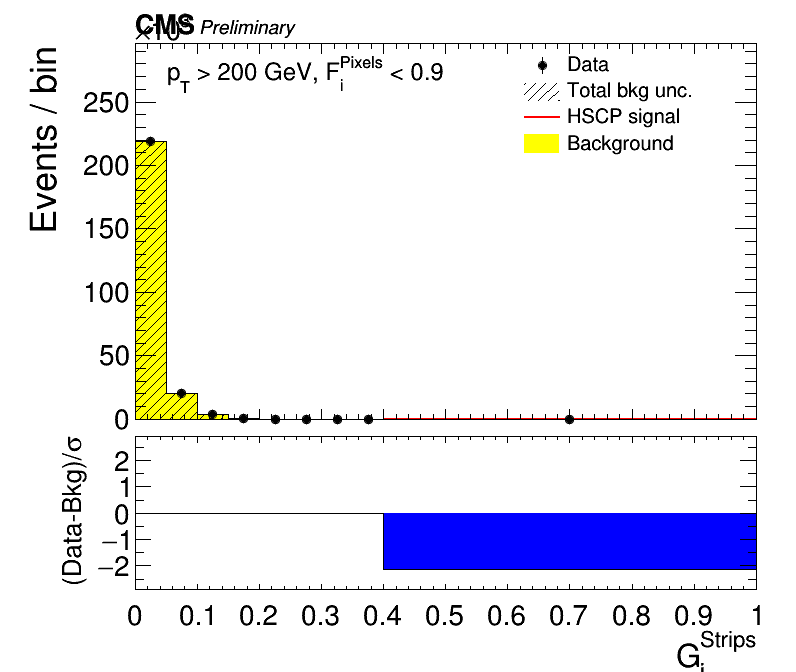 CMS Preliminary
×10³
p_T > 200 GeV, F_i^Pixels < 0.9
Data
Total bkg unc.
HSCP signal
Background
Events / bin
250
200
150
100
50
0
(Data-Bkg)/σ
2
1
0
−1
−2
0 0.1 0.2 0.3 0.4 0.5 0.6 0.7 0.8 0.9 1
G_i^Strips